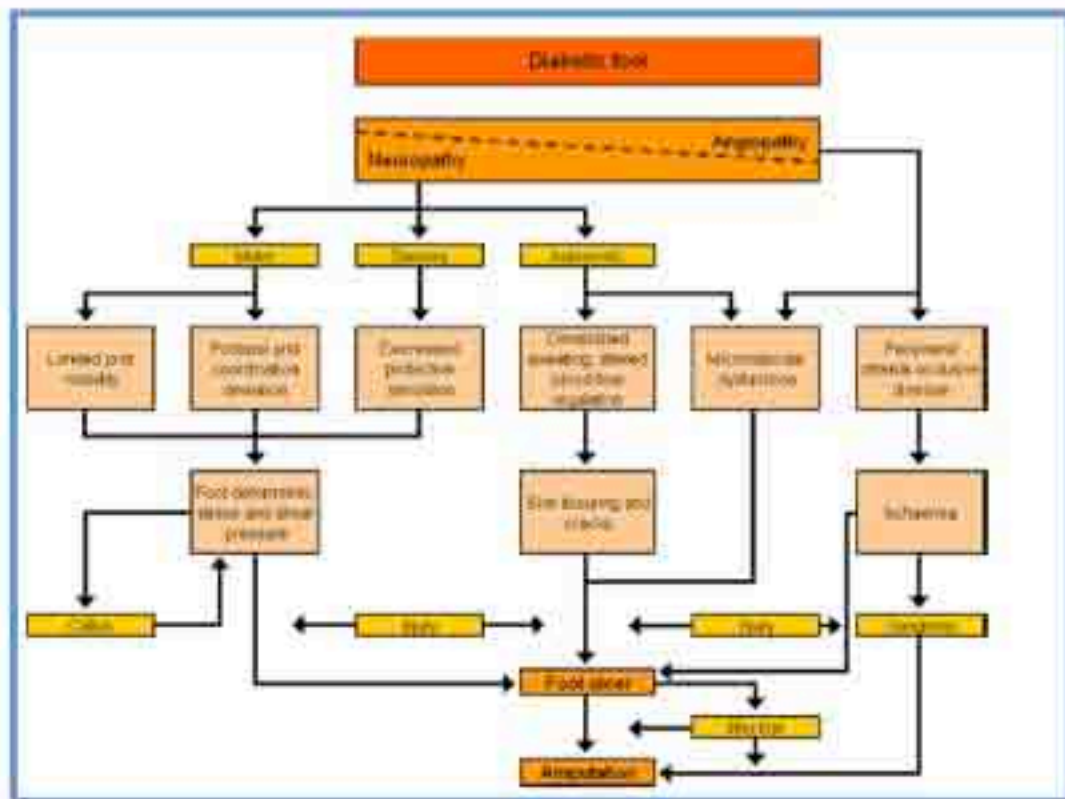 Diabetic foot
Angiopathy
Neuropathy
Motor
Sensory
Autonomic
Limited joint
mobility
Postural and
coordinative
deviation
Decreased
protective
sensation
Diminished
sweating, altered
blood flow
regulation
Microvascular
dysfunction
Peripheral
arterial occlusive
disease
Foot deformities,
stress and shear
pressure
Skin fissuring and
cracks
Ischaemia
Callus
Injury
Injury
Gangrene
Foot ulcer
Infection
Amputation